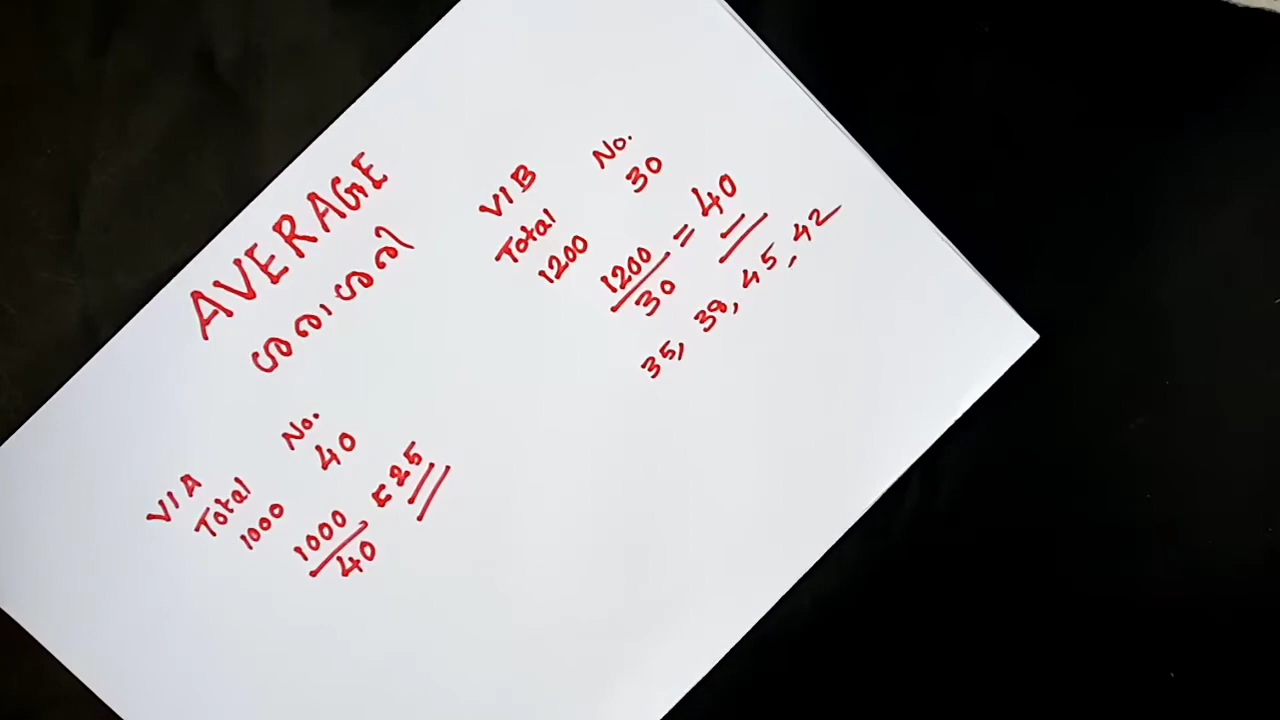 AVERAGE
ശരാശരി
VI A
Total No.
1000 40
1000/40 = 25
VI B
Total No.
1200 30
1200/30 = 40
35, 38, 45, 42